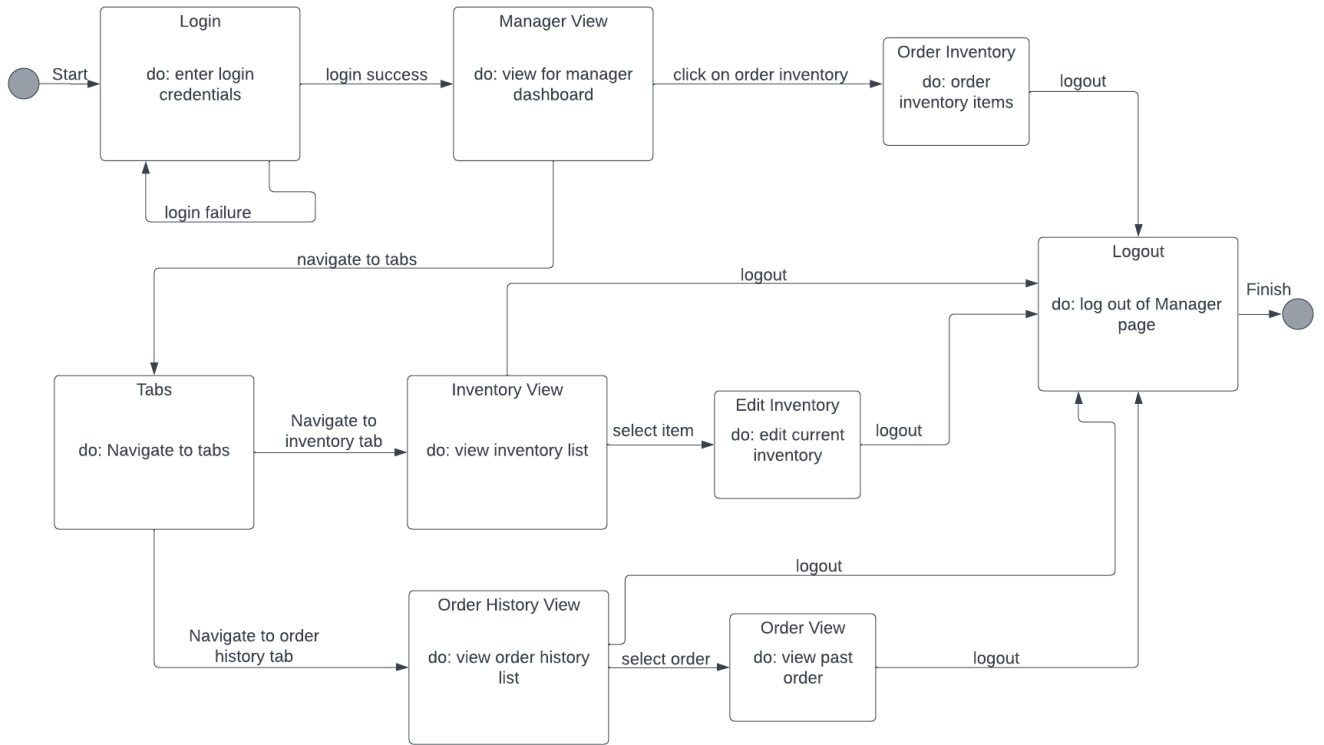 Login
do: enter login
credentials
Start
login success
login failure
Manager View
do: view for manager
dashboard
click on order inventory
Order Inventory
do: order
inventory items
logout
navigate to tabs
logout
Logout
do: log out of Manager
page
Finish
Tabs
do: Navigate to tabs
Navigate to
inventory tab
Inventory View
do: view inventory list
select item
Edit Inventory
do: edit current
inventory
logout
logout
Navigate to order
history tab
Order History View
do: view order history
list
select order
Order View
do: view past
order
logout